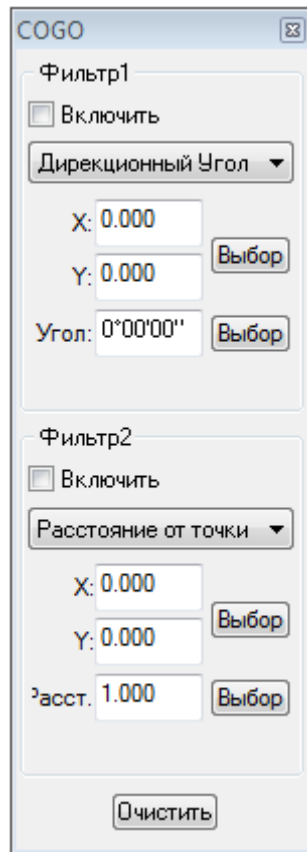 COGO
Фильтр1
Включить
Дирекционный Угол
X: 0.000
Y: 0.000
Выбор
Угол: 0°00'00" Выбор
Фильтр2
Включить
Расстояние от точки
X: 0.000
Y: 0.000
Выбор
Расст. 1.000 Выбор
Очистить